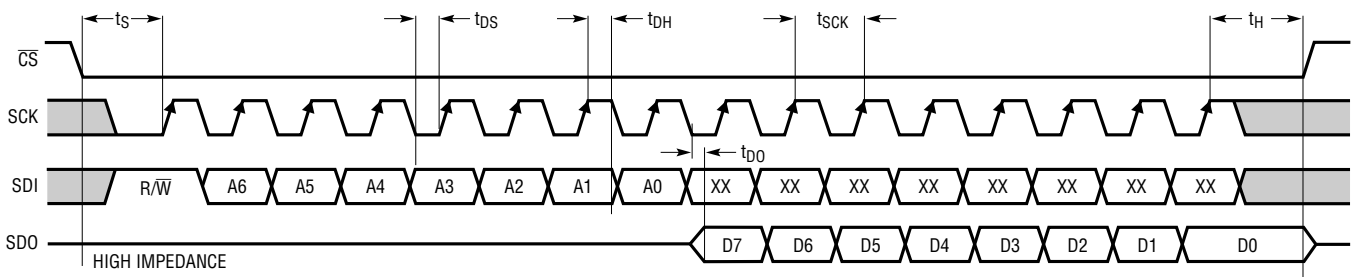 tS tDS tDH tSCK tH
CS
SCK
tDO
SDI R/W A6 A5 A4 A3 A2 A1 A0 XX XX XX XX XX XX XX XX
SDO D7 D6 D5 D4 D3 D2 D1 D0
HIGH IMPEDANCE